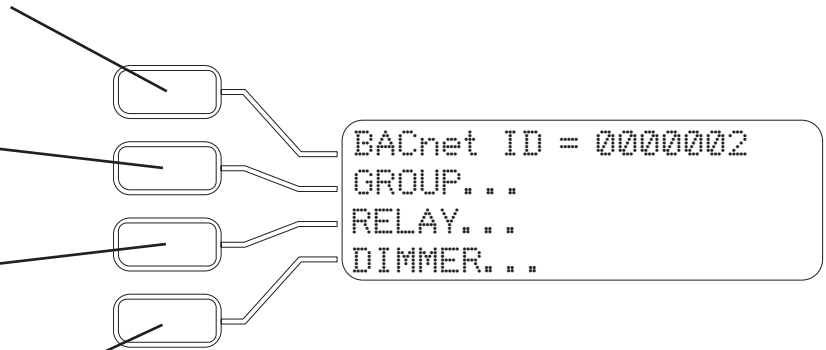 BACnet ID = 0000002
GROUP...
RELAY...
DIMMER...